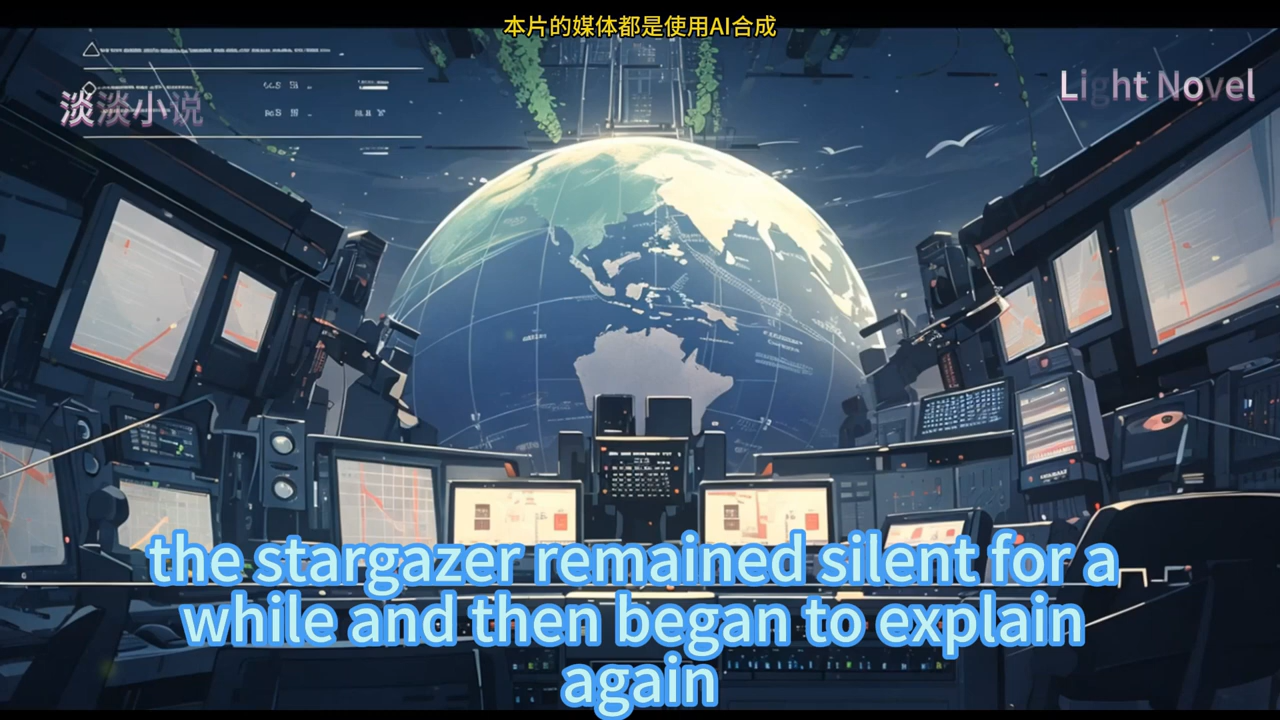 本片的媒体都是使用AI合成
淡淡小说
Light Novel
the stargazer remained silent for a
while and then began to explain
again